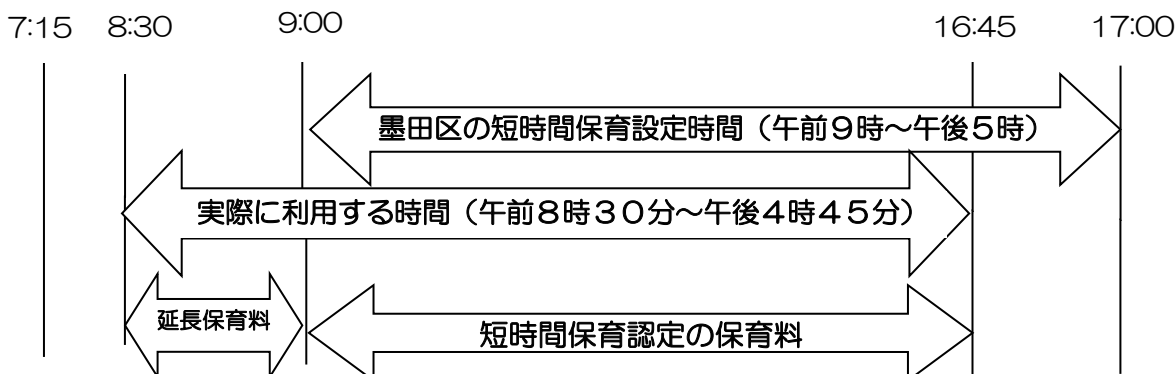 7:15 8:30 9:00 16:45 17:00
墨田区の短時間保育設定時間（午前９時～午後５時）
実際に利用する時間（午前８時３０分～午後４時４５分）
延長保育料
短時間保育認定の保育料